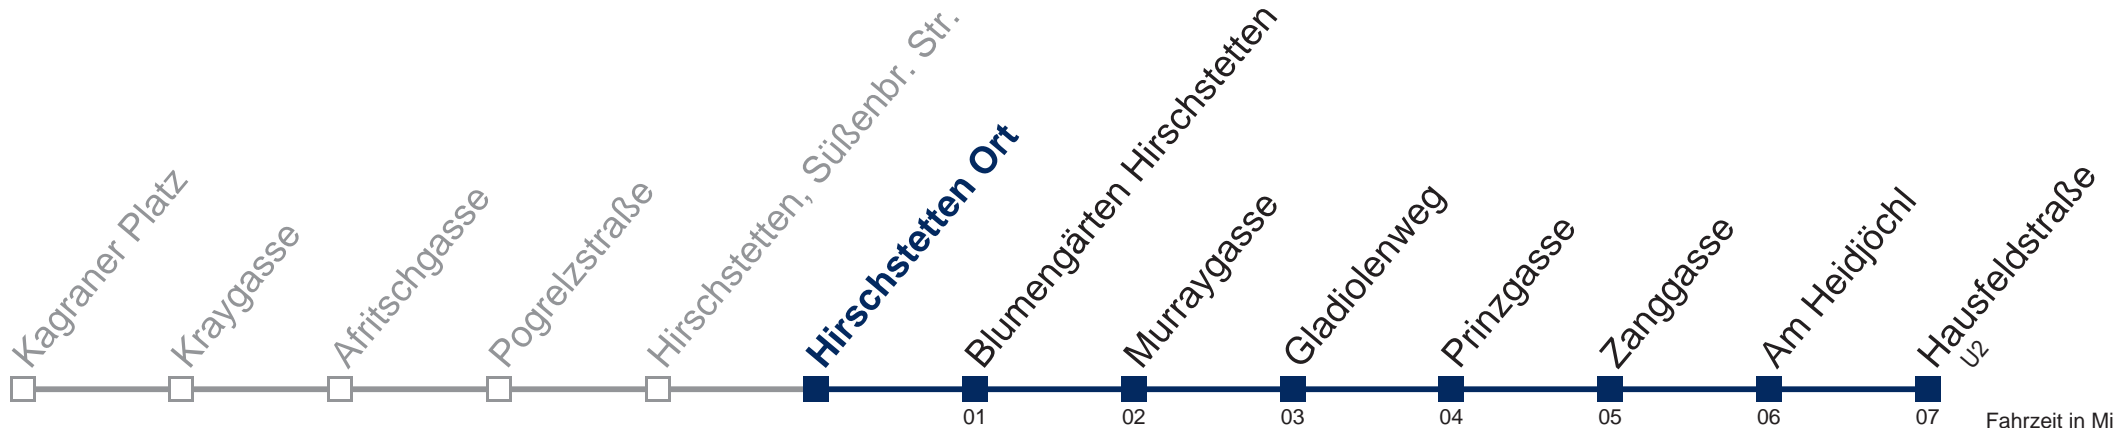 Kagraner Platz
Kraygasse
Afritschgasse
Pogrelzstraße
Hirschstetten, Süßenbr. Str.
Hirschstetten Ort
Blumengärten Hirschstetten
Murraygasse
Gladiolenweg
Prinzgasse
Zanggasse
Am Heidjöchl
Hausfeldstraße
U2
01 02 03 04 05 06 07 Fahrzeit in Mi